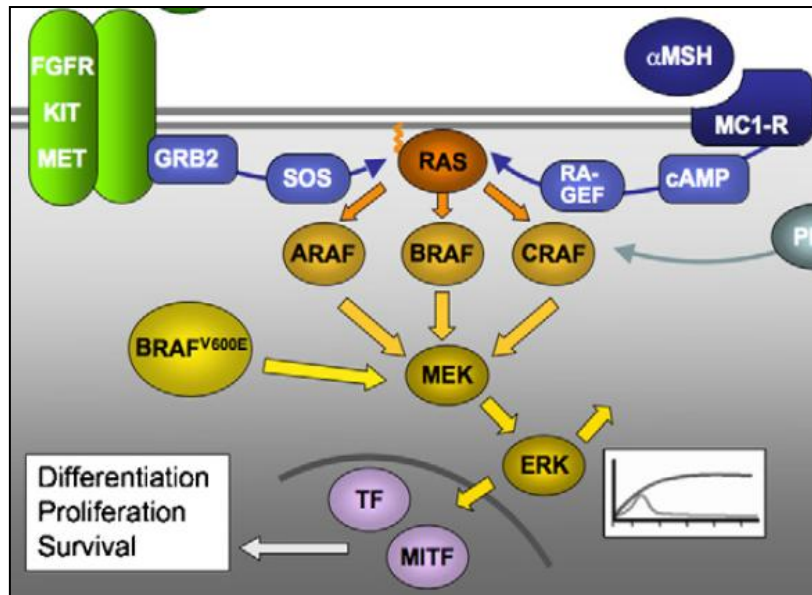 FGFR
KIT
MET
GRB2
SOS
RAS
αMSH
MC1-R
cAMP
RA-
GEF
ARAF
BRAF
CRAF
BRAFV600E
MEK
ERK
TF
MITF
Differentiation
Proliferation
Survival